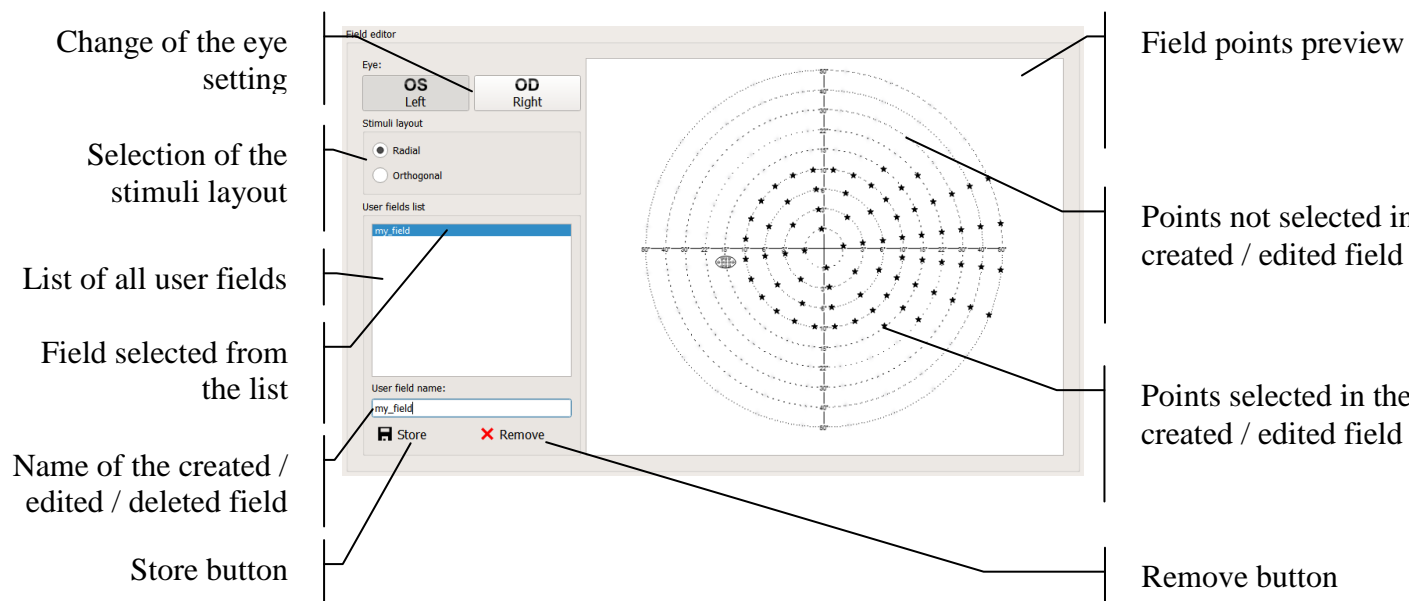 Change of the eye
setting
Selection of the
stimuli layout
List of all user fields
Field selected from
the list
Name of the created /
edited / deleted field
Store button
Field editor
Eye:
OS
Left
OD
Right
Stimuli layout
Radial
Orthogonal
User fields list
my_field
User field name:
my_field
Store
Remove
Field points preview
Points not selected in
created / edited field
Points selected in the
created / edited field
Remove button